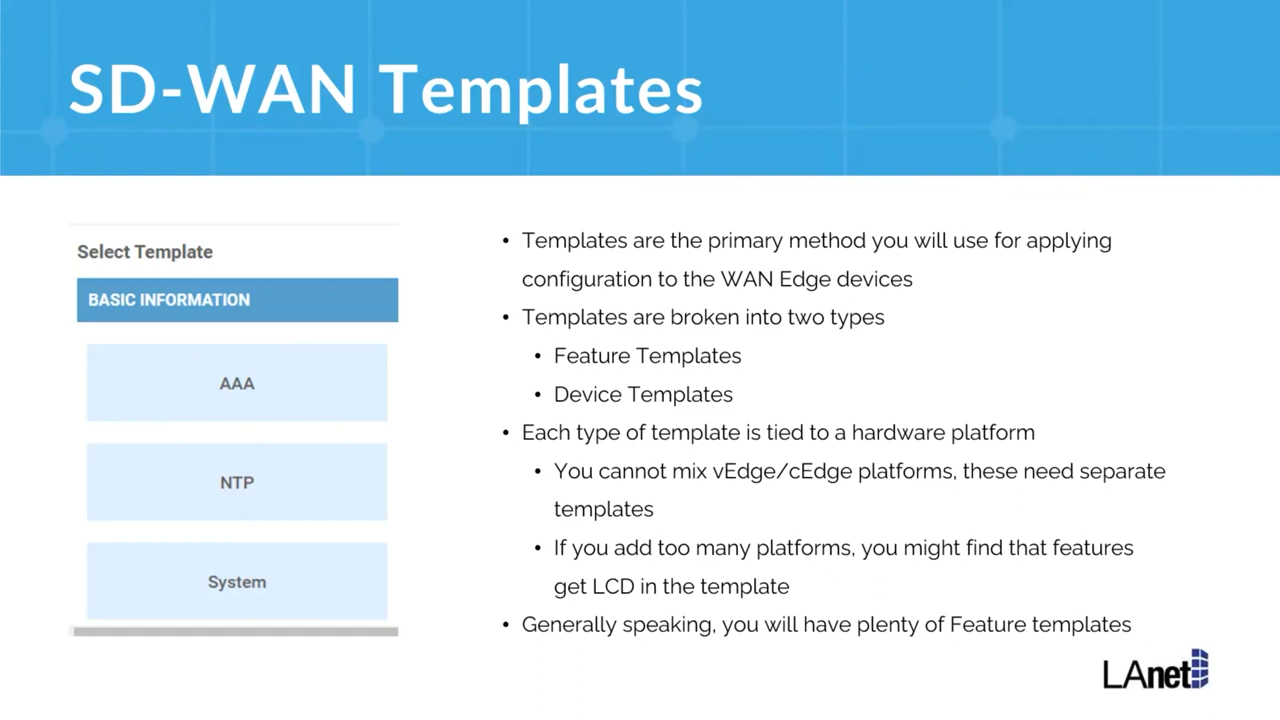 SD-WAN Templates
Select Template
BASIC INFORMATION
AAA
NTP
System
• Templates are the primary method you will use for applying
configuration to the WAN Edge devices
• Templates are broken into two types
• Feature Templates
• Device Templates
• Each type of template is tied to a hardware platform
• You cannot mix vEdge/cEdge platforms, these need separate
templates
• If you add too many platforms, you might find that features
get LCD in the template
• Generally speaking, you will have plenty of Feature templates
LAnet